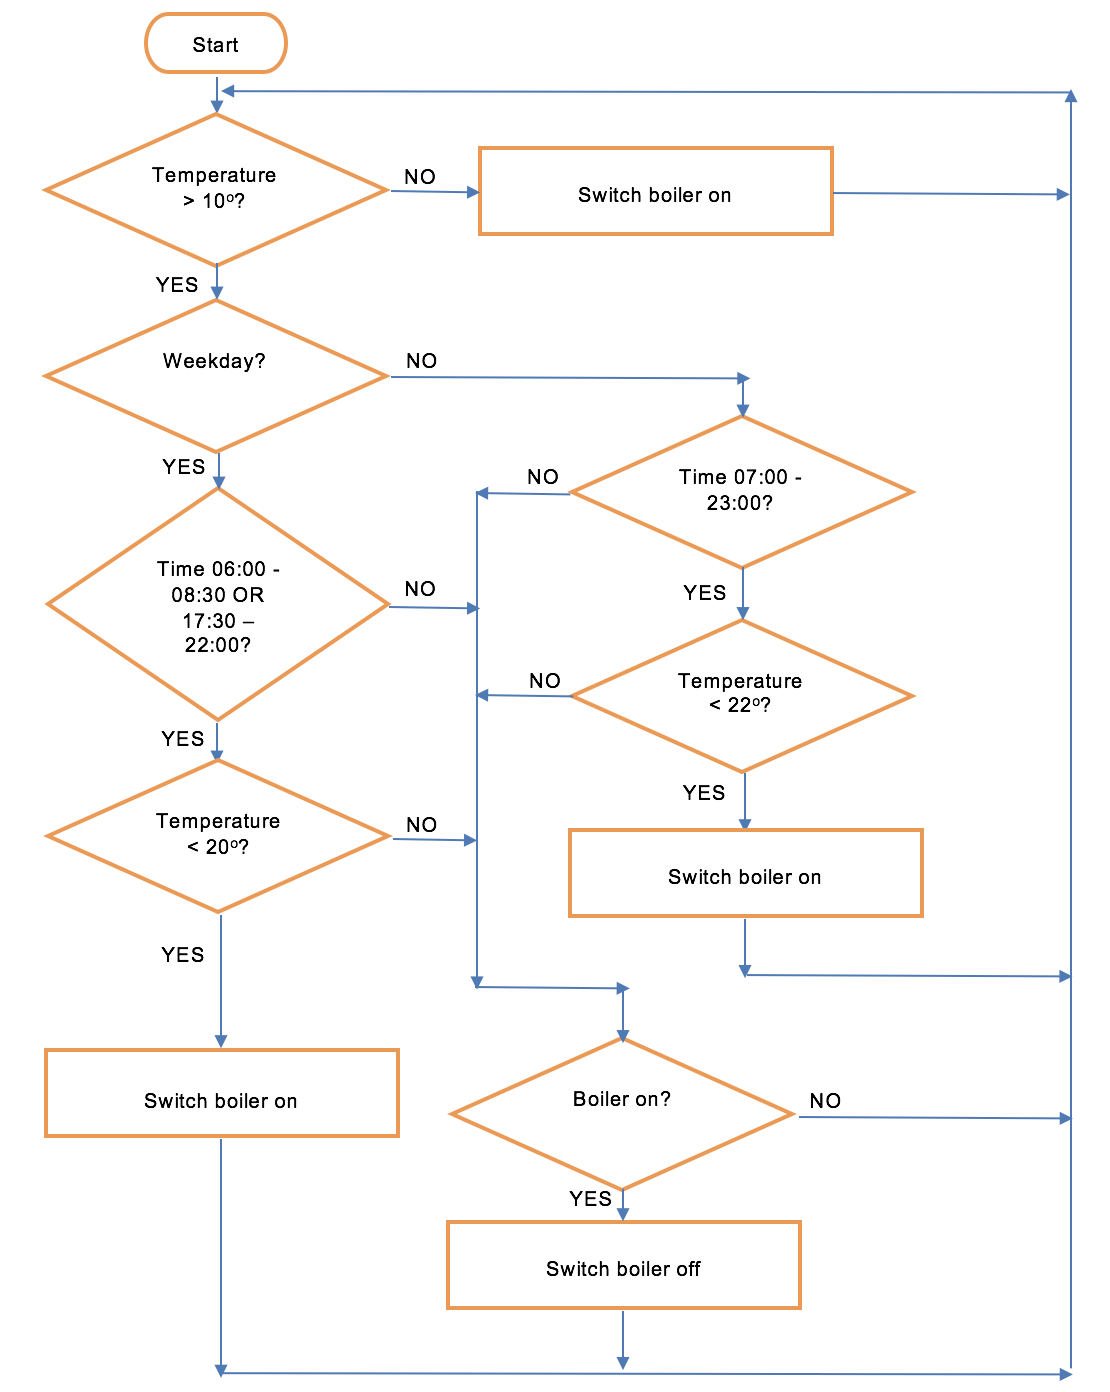 Start
Temperature
> 10º?
NO
Switch boiler on
YES
Weekday?
NO
YES
Time 07:00 -
23:00?
NO
Time 06:00 -
08:30 OR
17:30 –
22:00?
NO
YES
Temperature
< 22º?
NO
YES
YES
Temperature
< 20º?
NO
Switch boiler on
YES
Switch boiler on
Boiler on?
NO
YES
Switch boiler off